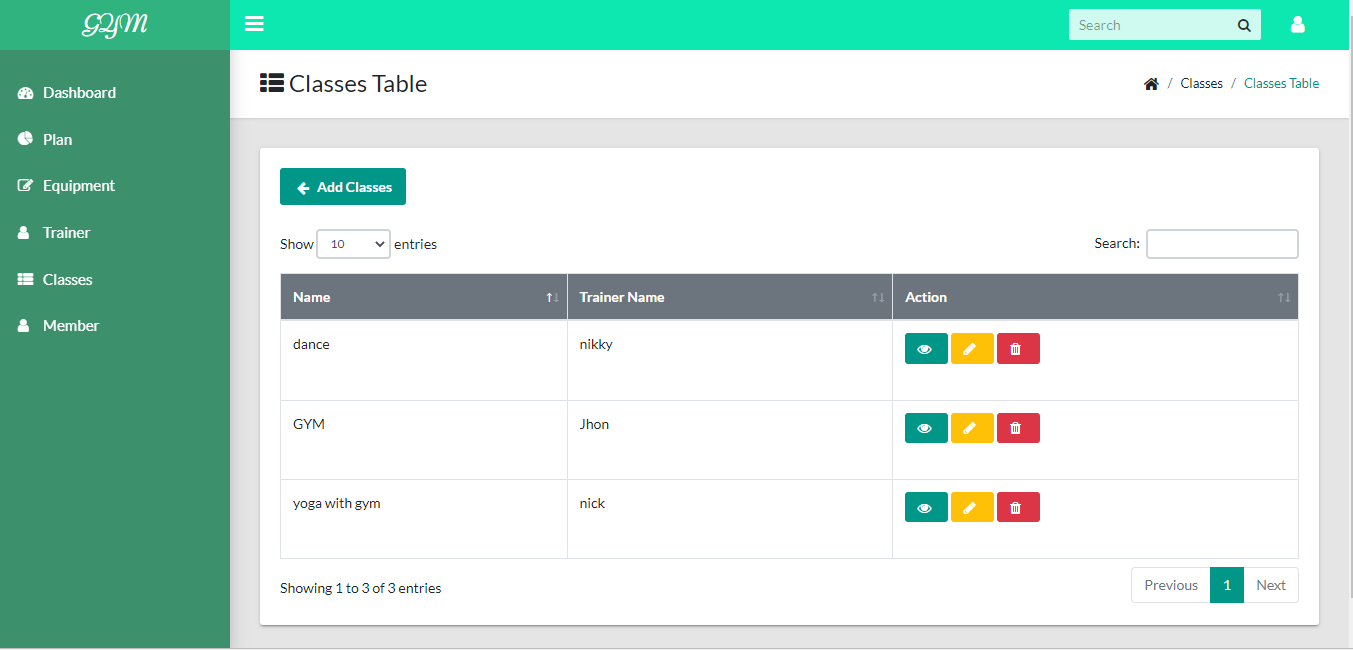 GYM
Search
Dashboard
Plan
Equipment
Trainer
Classes
Member
Classes Table
/ Classes / Classes Table
Add Classes
Show 10 entries
Search:
Name Trainer Name Action
dance nikky
GYM Jhon
yoga with gym nick
Showing 1 to 3 of 3 entries
Previous 1 Next